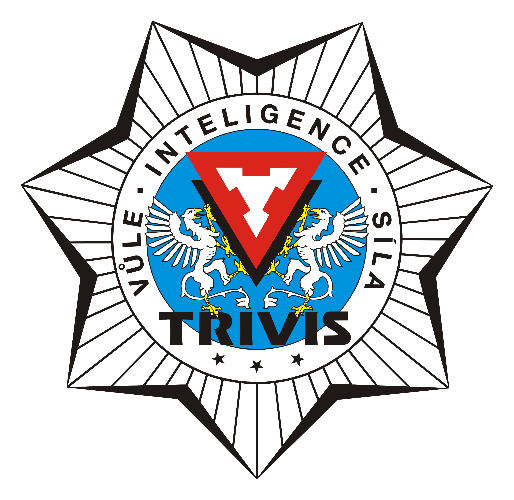 VŮLE · INTELIGENCE · SÍLA
TRIVIS